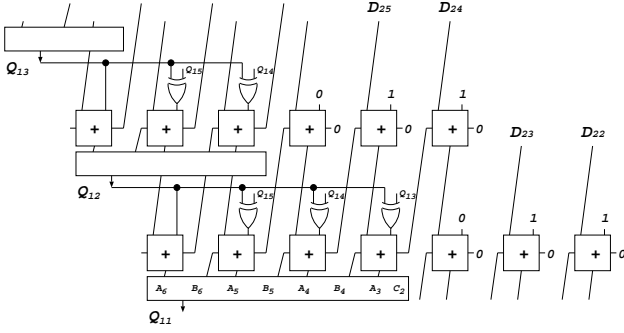 D25 D24
Q13 Q15 Q14
0 1 1
+ + + + 0 + 0 + 0
D23 D22
Q12 Q15 Q14 Q13
0 1 1
+ + + + + 0 + 0 + 0
A6 B6 A5 B5 A4 B4 A3 C2
Q11